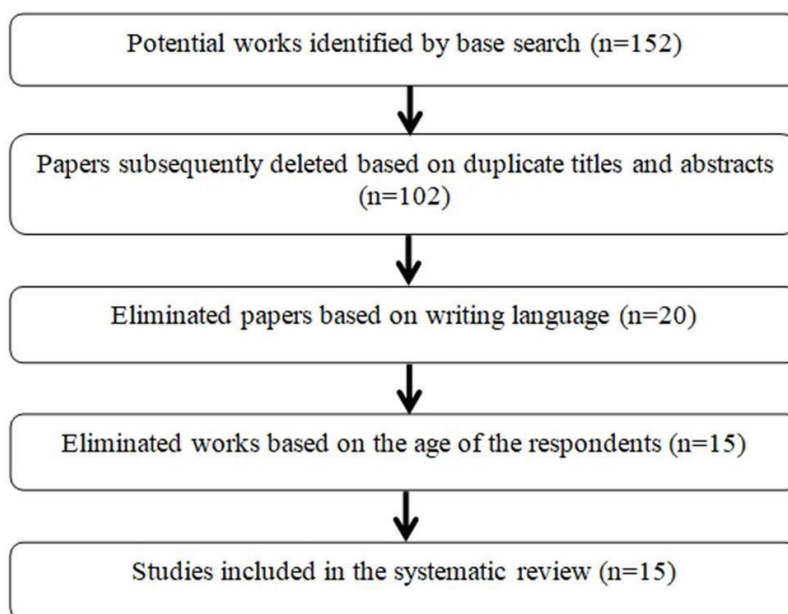 Potential works identified by base search (n=152)
Papers subsequently deleted based on duplicate titles and abstracts
(n=102)
Eliminated papers based on writing language (n=20)
Eliminated works based on the age of the respondents (n=15)
Studies included in the systematic review (n=15)